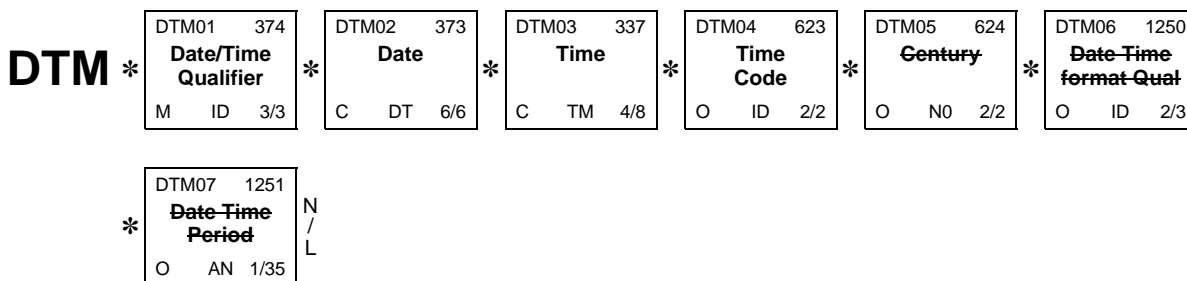 DTM * DTM01 374 * DTM02 373 * DTM03 337 * DTM04 623 * DTM05 624 * DTM06 1250
Date/Time Date Time Time Century Date Time
Qualifier Code format Qual
M ID 3/3 C DT 6/6 C TM 4/8 O ID 2/2 O N0 2/2 O ID 2/3
* DTM07 1251 N
Date Time /
Period L
O AN 1/35